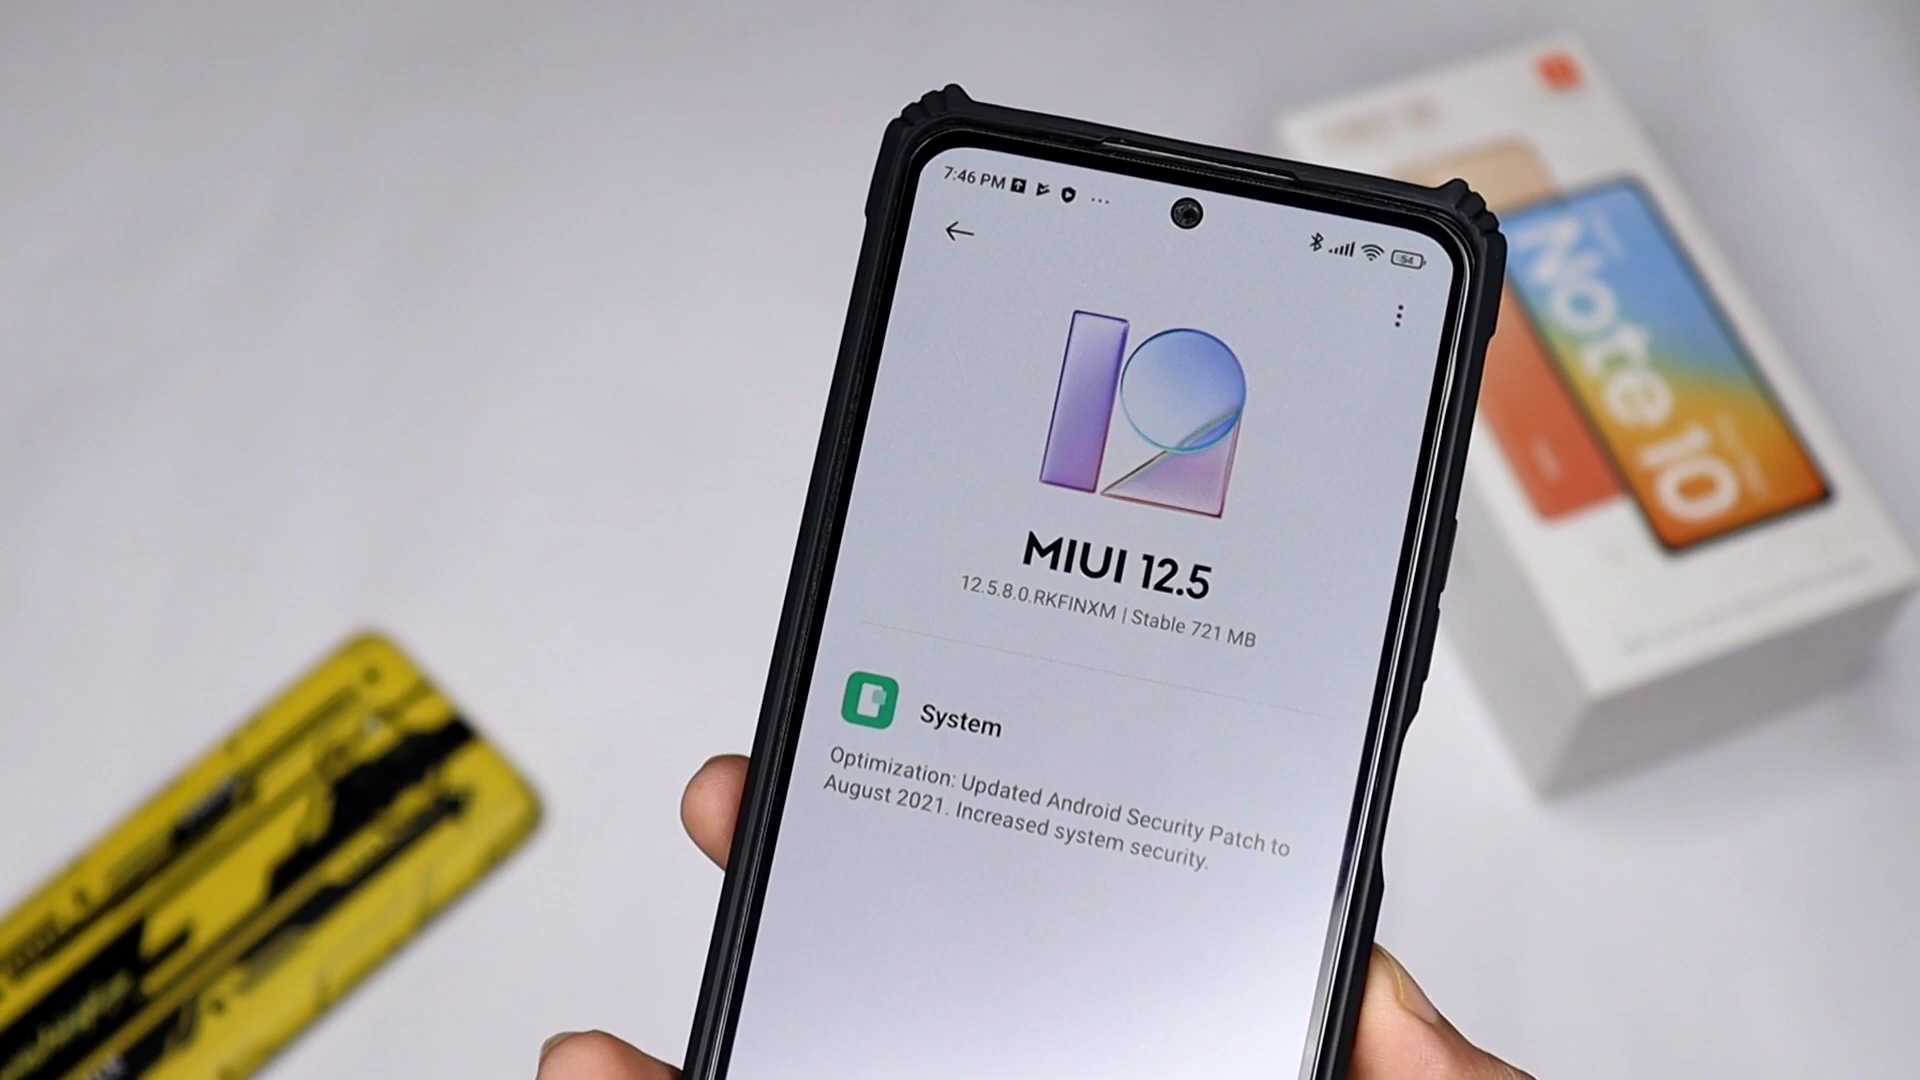 7:46 PM
54
MIUI 12.5
12.5.8.0.RKFINXM | Stable 721 MB
System
Optimization: Updated Android Security Patch to
August 2021. Increased system security.
Note 10